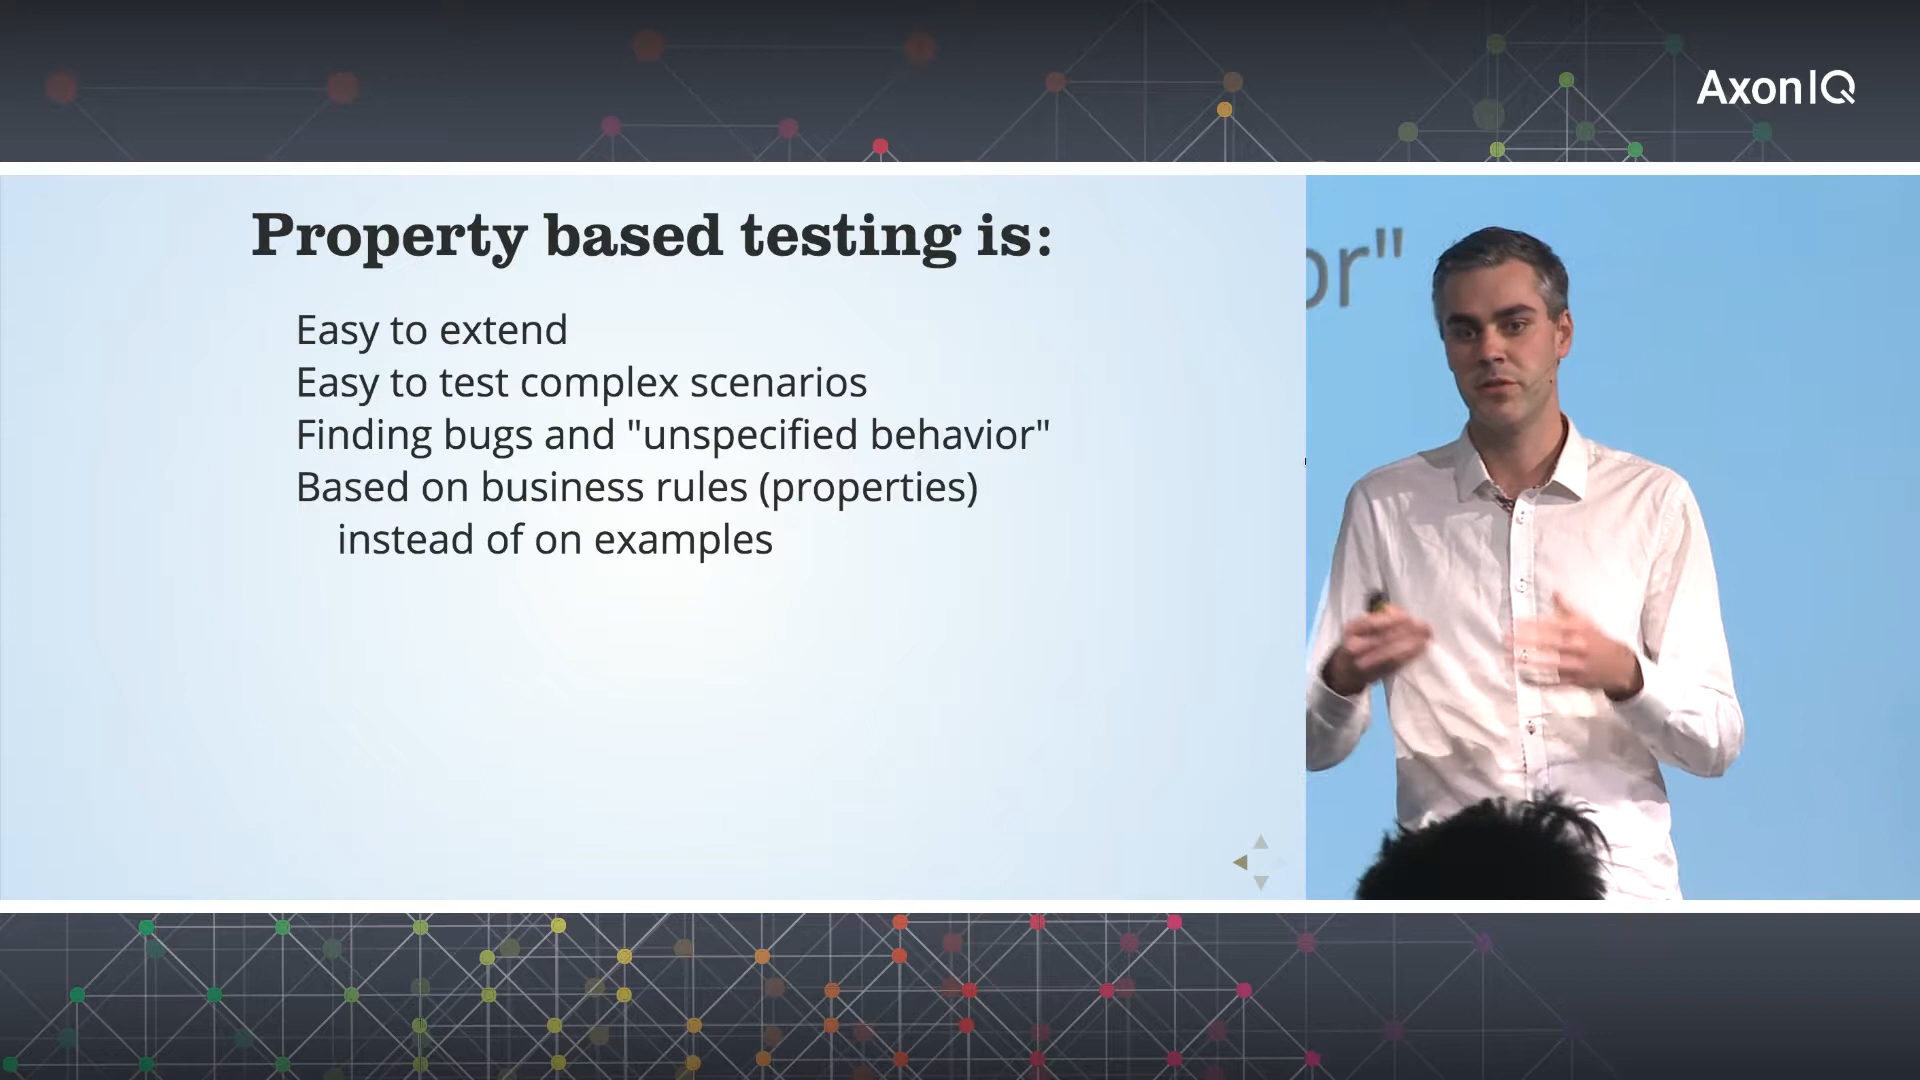 AxonIQ
Property based testing is:
Easy to extend
Easy to test complex scenarios
Finding bugs and "unspecified behavior"
Based on business rules (properties)
instead of on examples
or"